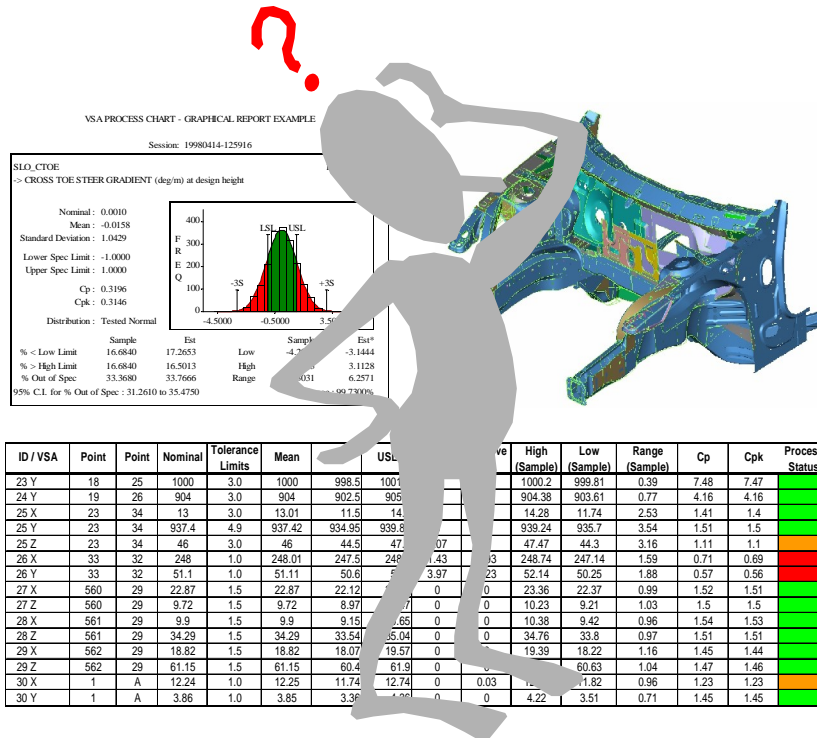 ?
VSA PROCESS CHART - GRAPHICAL REPORT EXAMPLE
Session: 19980414-125916
SLO_CTOE
-> CROSS TOE STEER GRADIENT (deg/m) at design height
Nominal : 0.0010
Mean : -0.0158
Standard Deviation : 1.0429
Lower Spec Limit : -1.0000
Upper Spec Limit : 1.0000
Cp : 0.3196
Cpk : 0.3146
Distribution : Tested Normal
FREQ
400
300
200
100
0
LSL USL
-3S +3S
-4.5000 -0.5000
Sample Est Est*
% < Low Limit 16.6840 17.2653 Low -3.1444
% > High Limit 16.6840 16.5013 High 3.1128
% Out of Spec 33.3680 33.7666 Range 6.2571
95% C.I. for % Out of Spec : 31.2610 to 35.4750 99.7300%
ID / VSA Point Point Nominal Tolerance Limits Mean High (Sample) Low (Sample) Range (Sample) Cp Cpk
23 Y 18 25 1000 3.0 1000 998.5 1000.2 999.81 0.39 7.48 7.47
24 Y 19 26 904 3.0 904 902.5 904.38 903.61 0.77 4.16 4.16
25 X 23 34 13 3.0 13.01 11.5 14.28 11.74 2.53 1.41 1.4
25 Y 23 34 937.4 4.9 937.42 934.95 939.24 935.7 3.54 1.51 1.5
25 Z 23 34 46 3.0 46 44.5 47.47 44.3 3.16 1.11 1.1
26 X 33 32 248 1.0 248.01 247.5 248.74 247.14 1.59 0.71 0.69
26 Y 33 32 51.1 1.0 51.11 50.6 3.97 52.14 50.25 1.88 0.57 0.56
27 X 560 29 22.87 1.5 22.87 22.12 0 0 23.36 22.37 0.99 1.52 1.51
27 Z 560 29 9.72 1.5 9.72 8.97 0 0 10.23 9.21 1.03 1.5 1.5
28 X 561 29 9.9 1.5 9.9 9.15 0 0 10.38 9.42 0.96 1.54 1.53
28 Z 561 29 34.29 1.5 34.29 33.54 35.04 0 0 34.76 33.8 0.97 1.51 1.51
29 X 562 29 18.82 1.5 18.82 18.07 19.57 0 19.39 18.22 1.16 1.45 1.44
29 Z 562 29 61.15 1.5 61.15 60.4 61.9 0 60.63 1.04 1.47 1.46
30 X 1 A 12.24 1.0 12.25 11.74 12.74 0 0.03 11.82 0.96 1.23 1.23
30 Y 1 A 3.86 1.0 3.85 3.36 0 0 4.22 3.51 0.71 1.45 1.45